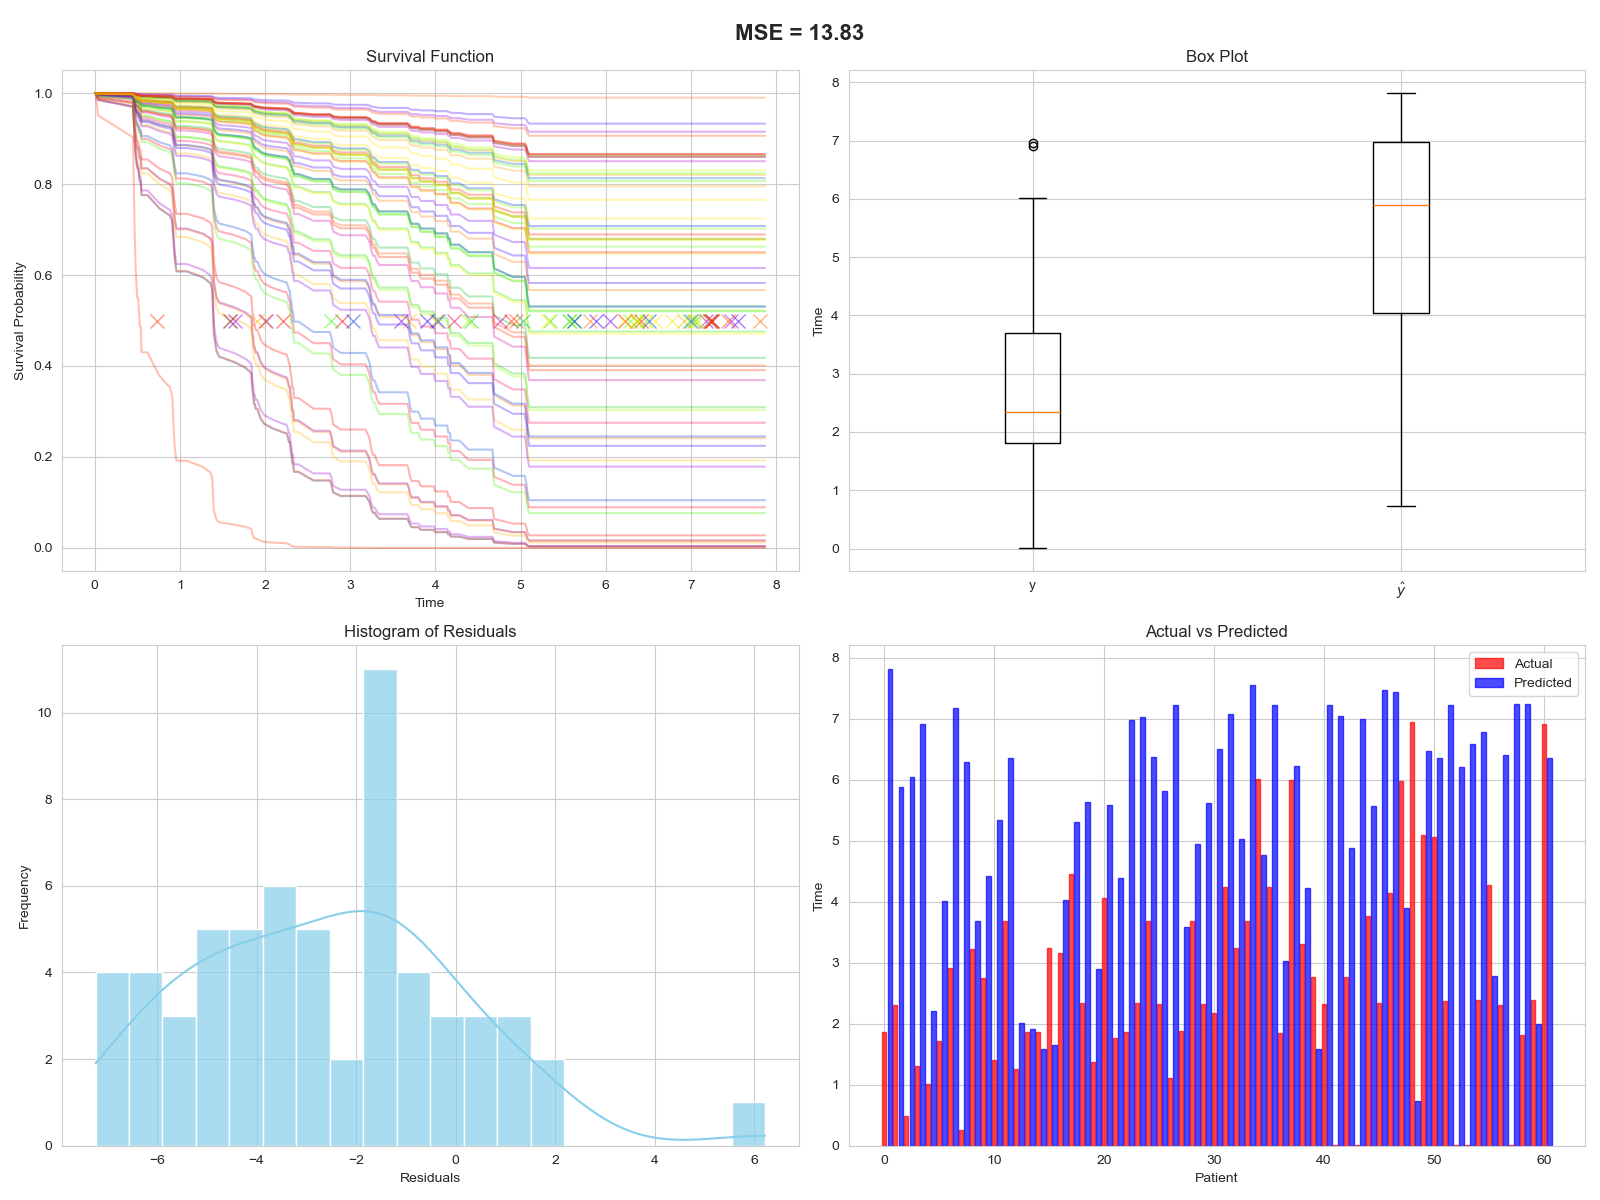 MSE = 13.83
Survival Function
1.0
0.8
0.6
0.4
0.2
0.0
Survival Probability
0 1 2 3 4 5 6 7 8
Time
Box Plot
8
7
6
5
4
3
2
1
0
Time
y ŷ
Histogram of Residuals
10
8
6
4
2
0
Frequency
−6 −4 −2 0 2 4 6
Residuals
Actual vs Predicted
Actual
Predicted
8
7
6
5
4
3
2
1
0
Time
0 10 20 30 40 50 60
Patient